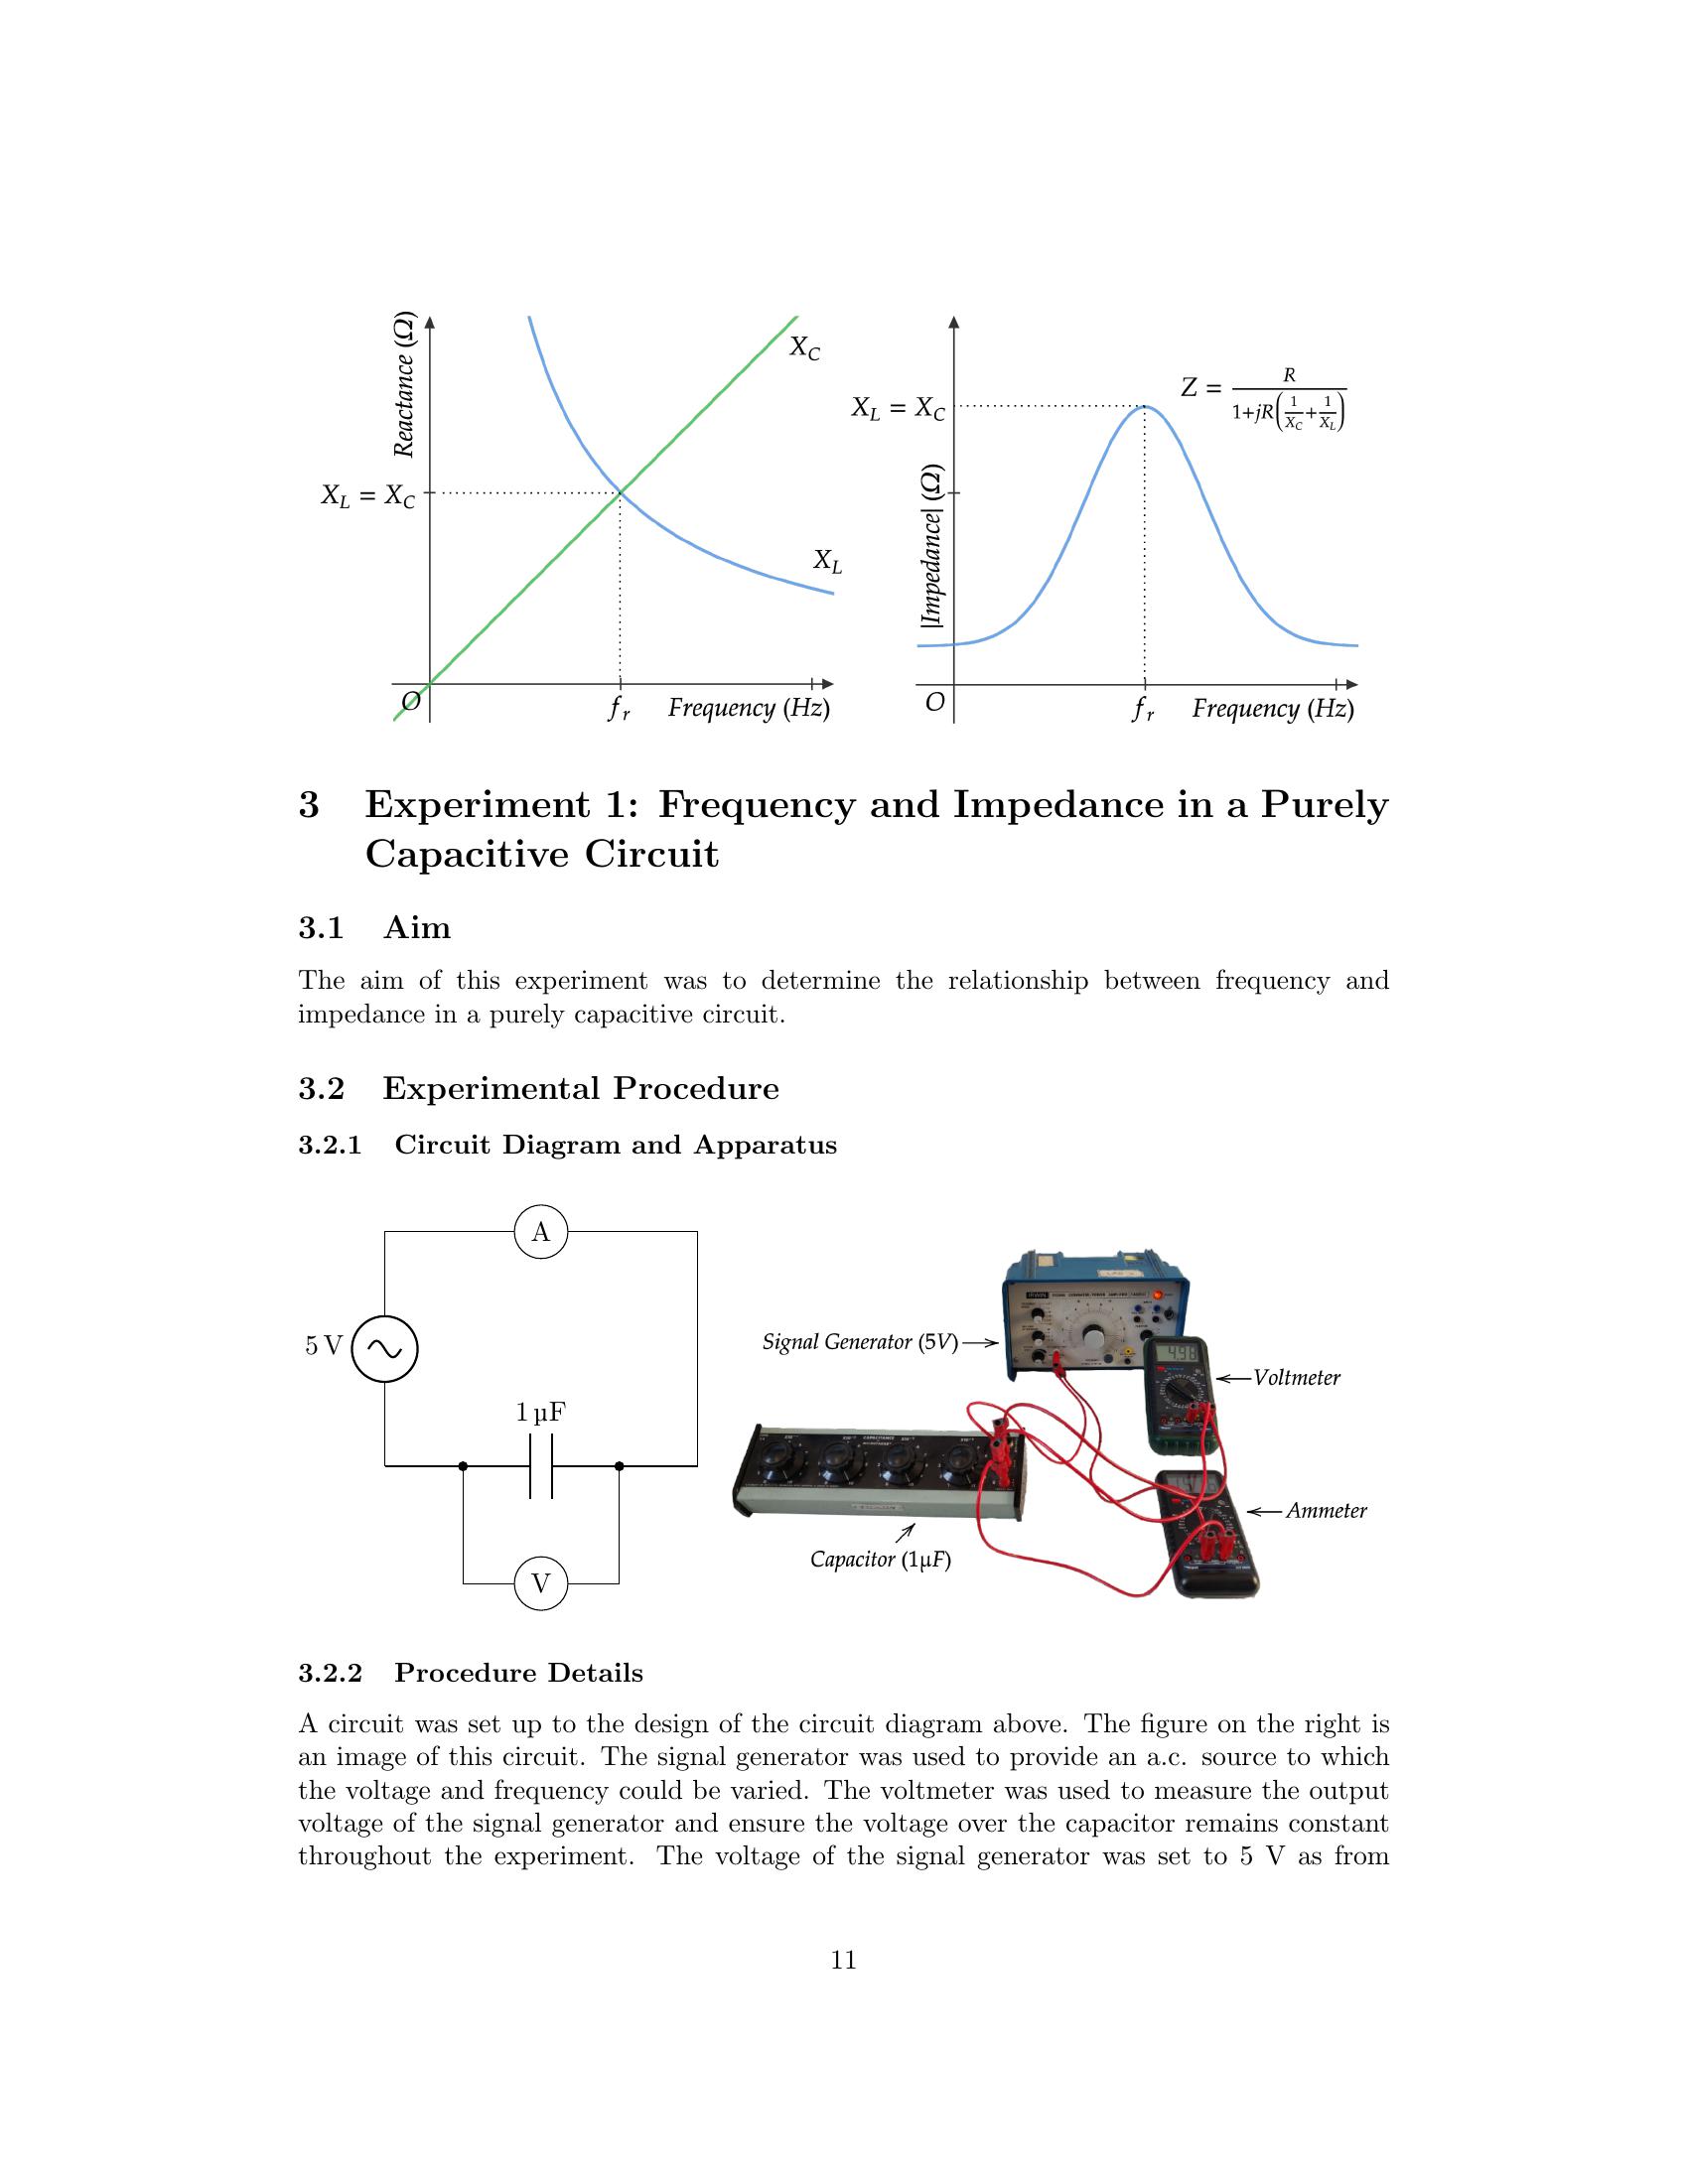 Reactance (Ω)
X_C
X_L = X_C
X_L
O
f_r
Frequency (Hz)
Z = R / (1+jR(1/X_C + 1/X_L))
X_L = X_C
|Impedance| (Ω)
O
f_r
Frequency (Hz)
3 Experiment 1: Frequency and Impedance in a Purely
Capacitive Circuit
3.1 Aim
The aim of this experiment was to determine the relationship between frequency and
impedance in a purely capacitive circuit.
3.2 Experimental Procedure
3.2.1 Circuit Diagram and Apparatus
A
5 V
1 µF
V
Signal Generator (5V)
4.98
Voltmeter
Ammeter
Capacitor (1µF)
3.2.2 Procedure Details
A circuit was set up to the design of the circuit diagram above. The figure on the right is
an image of this circuit. The signal generator was used to provide an a.c. source to which
the voltage and frequency could be varied. The voltmeter was used to measure the output
voltage of the signal generator and ensure the voltage over the capacitor remains constant
throughout the experiment. The voltage of the signal generator was set to 5 V as from
11